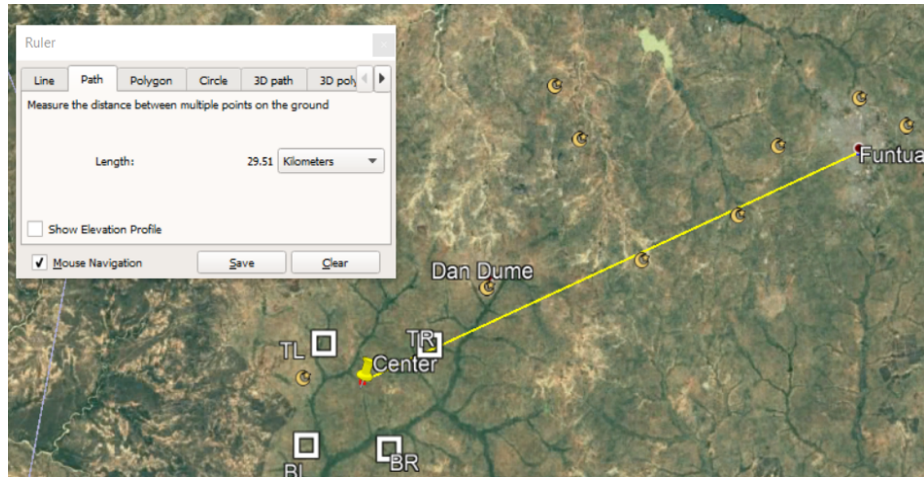 Ruler
Line Path Polygon Circle 3D path 3D poly
Measure the distance between multiple points on the ground
Length: 29.51 Kilometers
Show Elevation Profile
Mouse Navigation Save Clear
Funtua
Dan Dume
TL
TR
Center
BL
BR